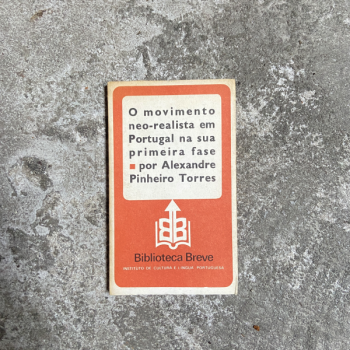 O movimento
neo-realista em
Portugal na sua
primeira fase
por Alexandre
Pinheiro Torres
Biblioteca Breve
INSTITUTO DE CULTURA E LÍNGUA PORTUGUESA